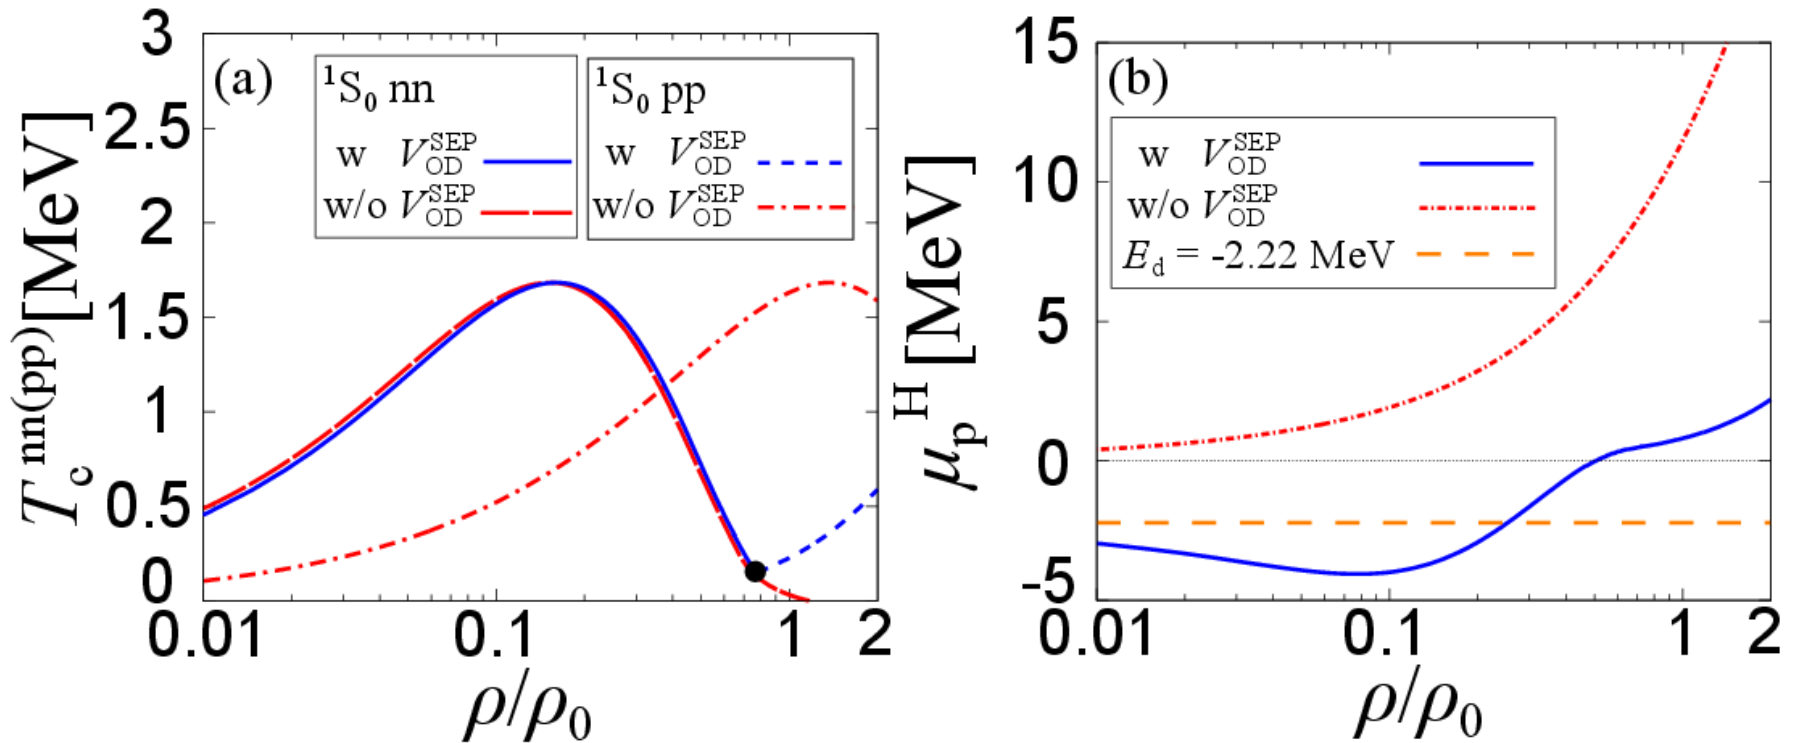 (a)
¹S₀ nn
w V_OD^SEP
w/o V_OD^SEP
¹S₀ pp
w V_OD^SEP
w/o V_OD^SEP
3
2.5
2
1.5
1
0.5
0
T_c^nn(pp) [MeV]
0.01
0.1
1
2
ρ/ρ₀
(b)
w V_OD^SEP
w/o V_OD^SEP
E_d = -2.22 MeV
15
10
5
0
-5
μ_p^H [MeV]
0.01
0.1
1
2
ρ/ρ₀